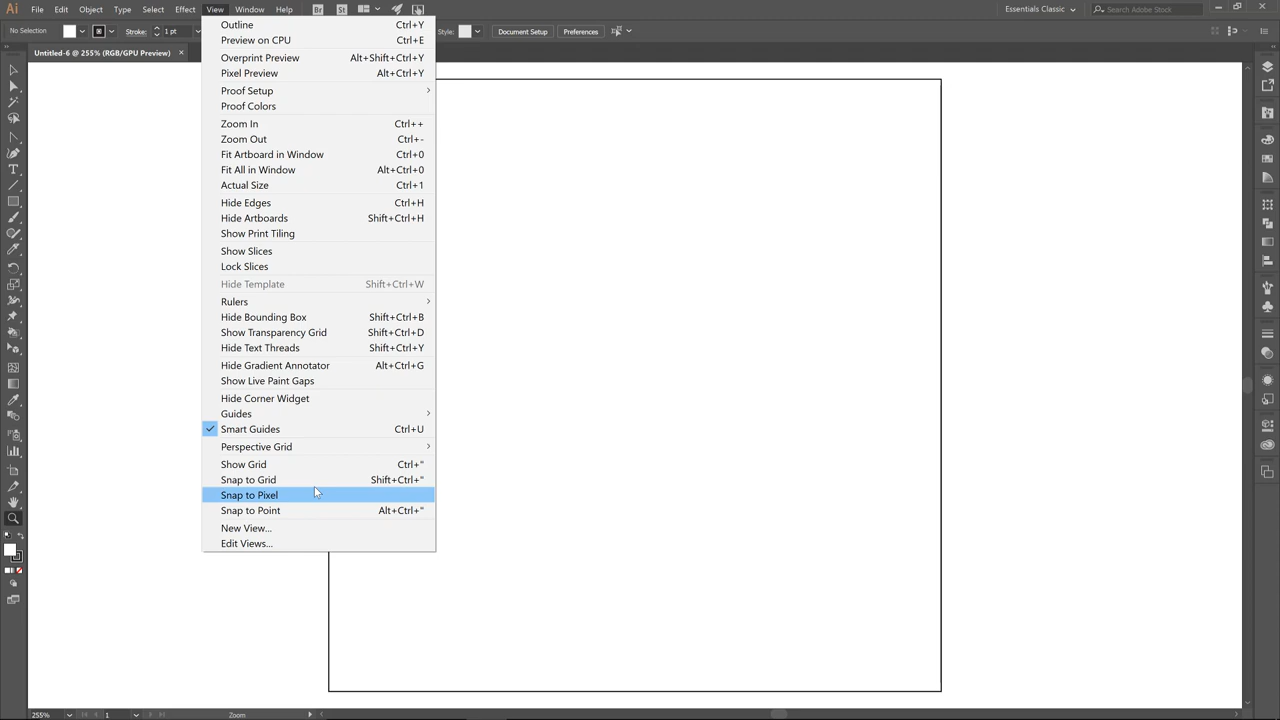 Ai File Edit Object Type Select Effect View Window Help Br St Essentials Classic Search Adobe Stock
No Selection Stroke: 1 pt Style: Document Setup Preferences
Untitled-6 @ 255% (RGB/GPU Preview) ×
Outline Ctrl+Y
Preview on CPU Ctrl+E
Overprint Preview Alt+Shift+Ctrl+Y
Pixel Preview Alt+Ctrl+Y
Proof Setup
Proof Colors
Zoom In Ctrl++
Zoom Out Ctrl+-
Fit Artboard in Window Ctrl+0
Fit All in Window Alt+Ctrl+0
Actual Size Ctrl+1
Hide Edges Ctrl+H
Hide Artboards Shift+Ctrl+H
Show Print Tiling
Show Slices
Lock Slices
Hide Template Shift+Ctrl+W
Rulers
Hide Bounding Box Shift+Ctrl+B
Show Transparency Grid Shift+Ctrl+D
Hide Text Threads Shift+Ctrl+Y
Hide Gradient Annotator Alt+Ctrl+G
Show Live Paint Gaps
Hide Corner Widget
Guides
Smart Guides Ctrl+U
Perspective Grid
Show Grid Ctrl+"
Snap to Grid Shift+Ctrl+"
Snap to Pixel
Snap to Point Alt+Ctrl+"
New View...
Edit Views...
255% 1 Zoom